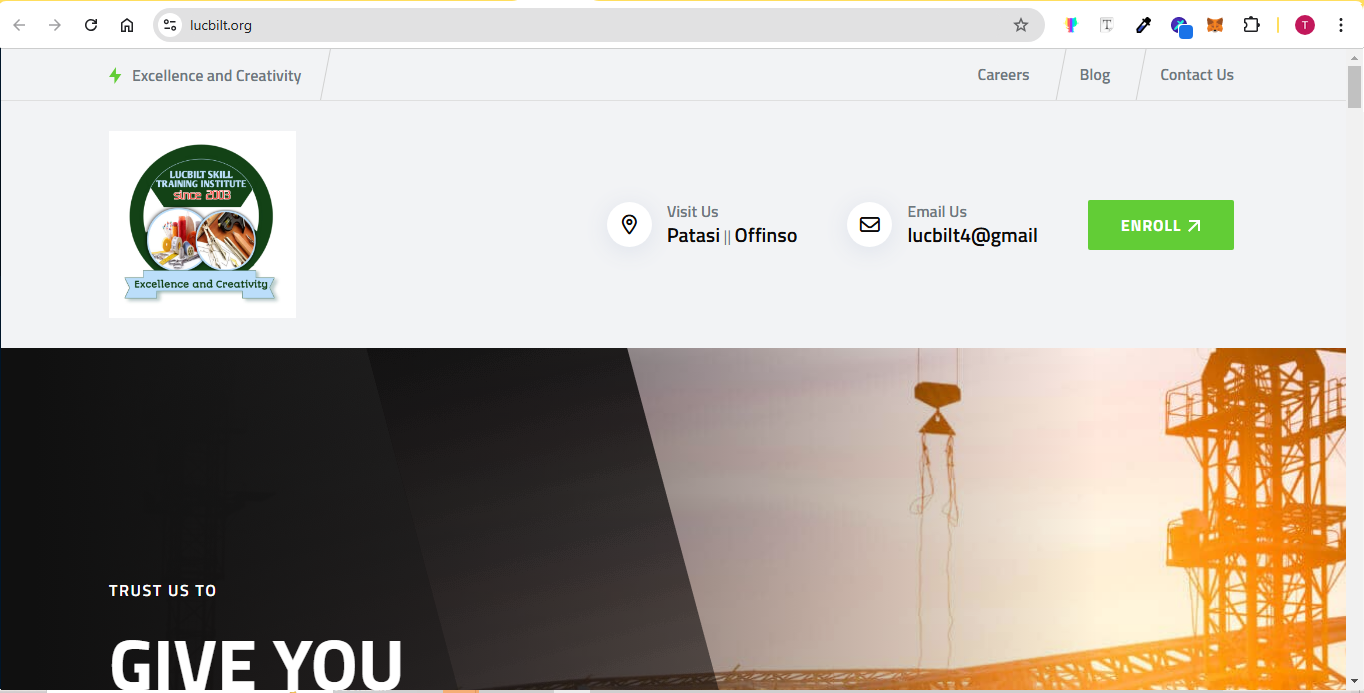 lucbilt.org
T
T
Excellence and Creativity
Careers
Blog
Contact Us
LUCBILT SKILL
TRAINING INSTITUTE
since 2003
Excellence and Creativity
Visit Us
Patasi || Offinso
Email Us
lucbilt4@gmail
ENROLL
TRUST US TO
GIVE YOU